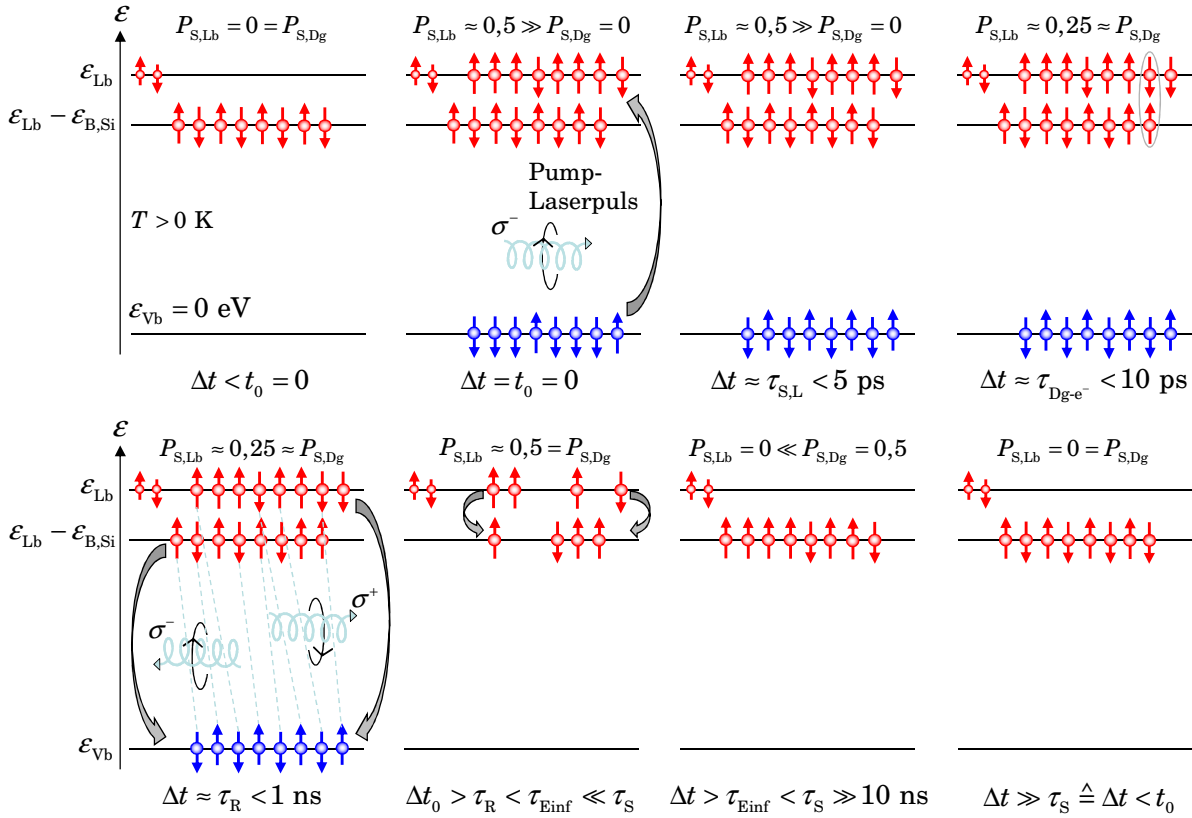 ε
P_S,Lb = 0 = P_S,Dg
P_S,Lb ≈ 0,5 ≫ P_S,Dg = 0
P_S,Lb ≈ 0,5 ≫ P_S,Dg = 0
P_S,Lb ≈ 0,25 ≈ P_S,Dg
ε_Lb
ε_Lb − ε_B,Si
Pump-
Laserpuls
T > 0 K
σ⁻
ε_Vb = 0 eV
Δt < t₀ = 0
Δt = t₀ = 0
Δt ≈ τ_S,L < 5 ps
Δt ≈ τ_Dg-e⁻ < 10 ps
ε
P_S,Lb ≈ 0,25 ≈ P_S,Dg
P_S,Lb ≈ 0,5 = P_S,Dg
P_S,Lb = 0 ≪ P_S,Dg = 0,5
P_S,Lb = 0 = P_S,Dg
ε_Lb
ε_Lb − ε_B,Si
σ⁺
σ⁻
ε_Vb
Δt ≈ τ_R < 1 ns
Δt₀ > τ_R < τ_Einf ≪ τ_S
Δt > τ_Einf < τ_S ≫ 10 ns
Δt ≫ τ_S ≙ Δt < t₀